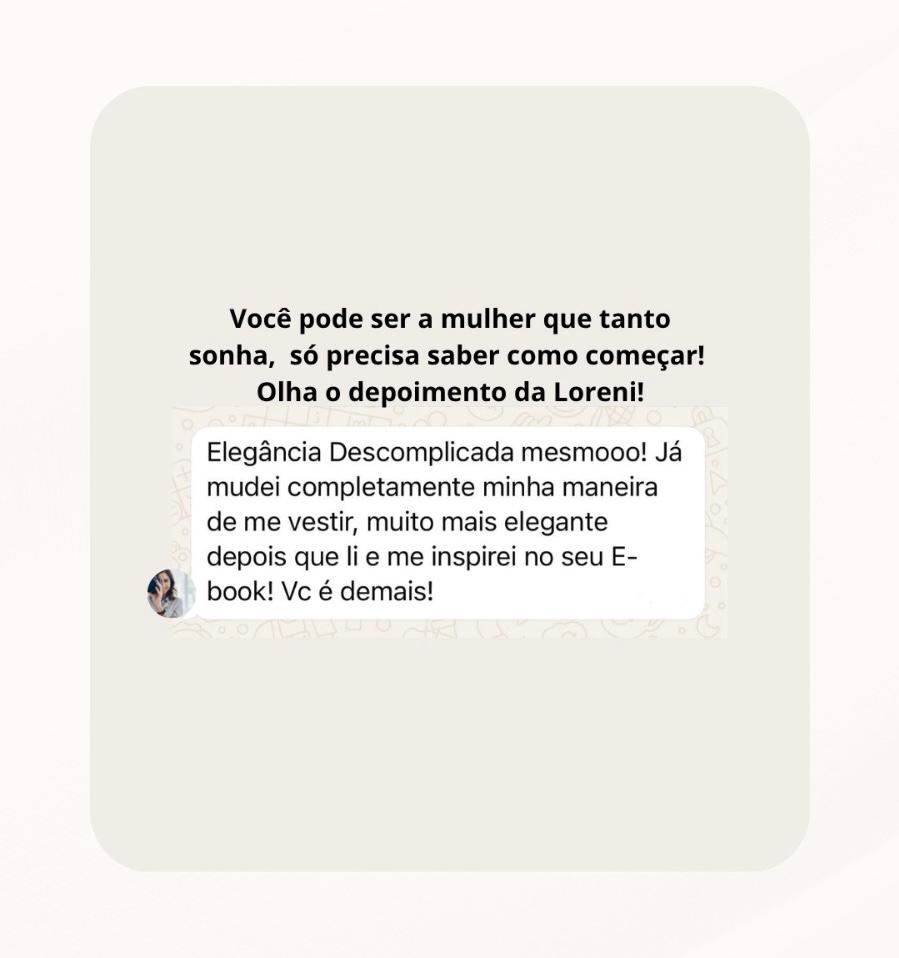 Você pode ser a mulher que tanto
sonha,  só precisa saber como começar!
Olha o depoimento da Loreni!
Elegância Descomplicada mesmooo! Já
mudei completamente minha maneira
de me vestir, muito mais elegante
depois que li e me inspirei no seu E-
book! Vc é demais!